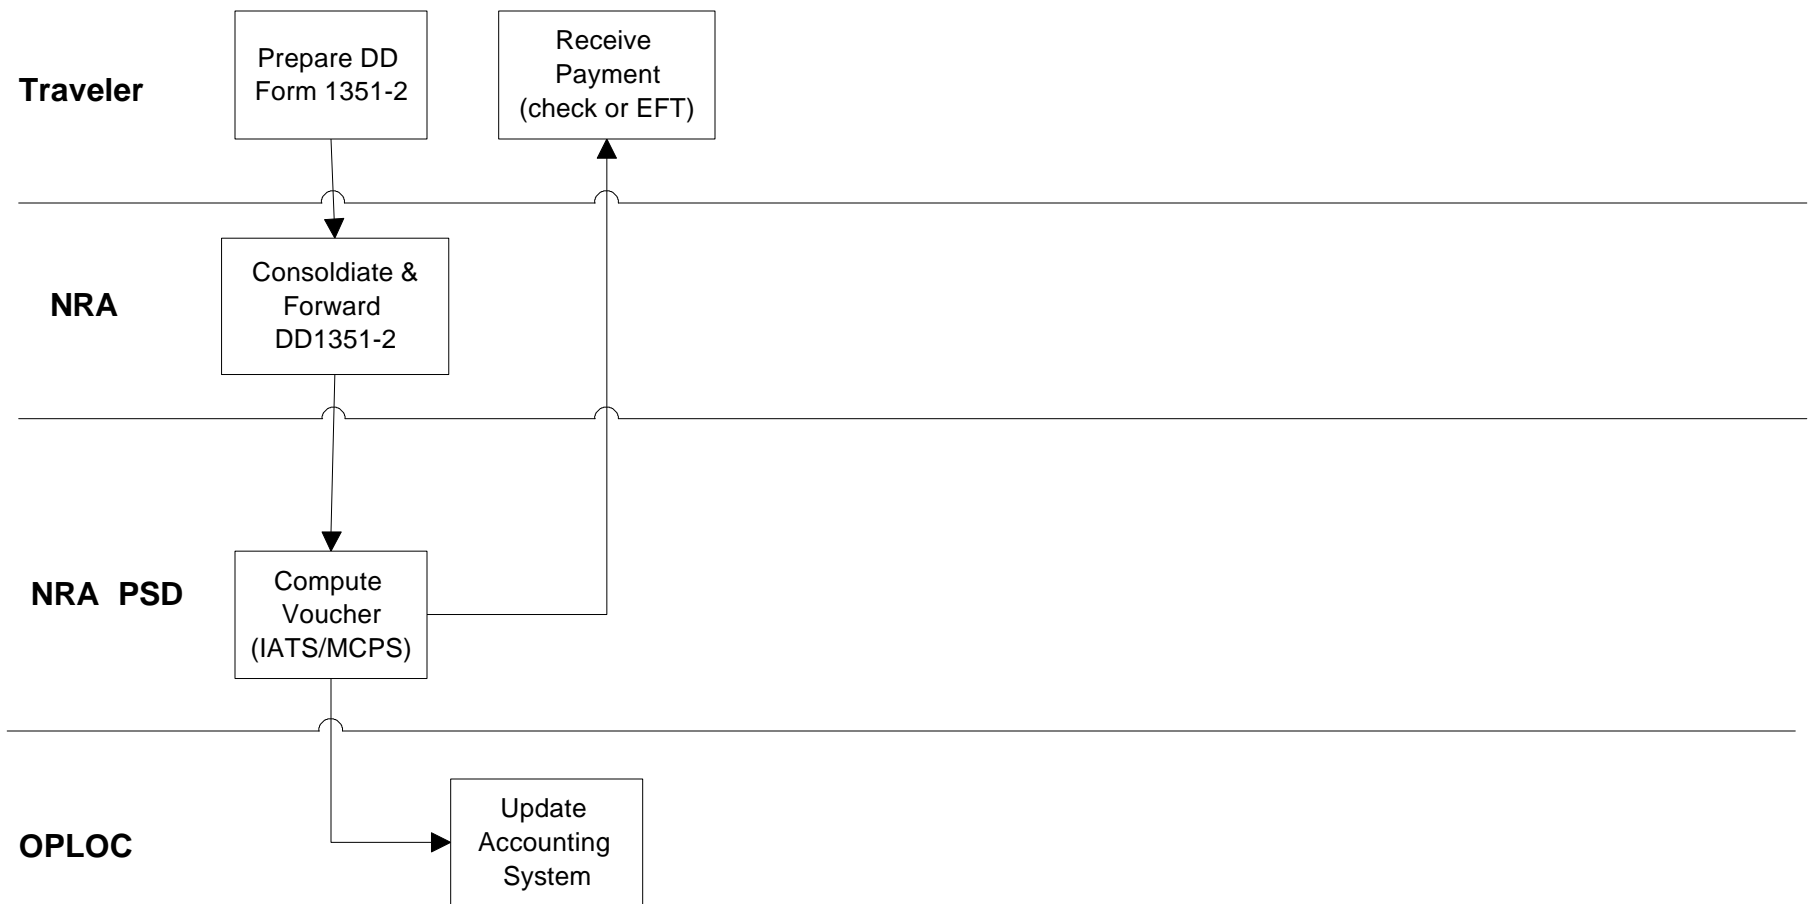 Traveler
Prepare DD
Form 1351-2
Receive
Payment
(check or EFT)
NRA
Consoldiate &
Forward
DD1351-2
NRA PSD
Compute
Voucher
(IATS/MCPS)
OPLOC
Update
Accounting
System